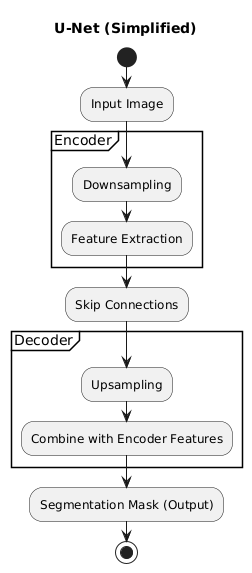 U-Net (Simplified)
Input Image
Encoder
Downsampling
Feature Extraction
Skip Connections
Decoder
Upsampling
Combine with Encoder Features
Segmentation Mask (Output)